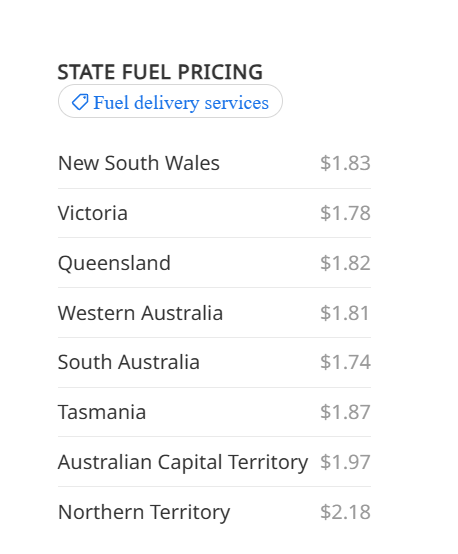 STATE FUEL PRICING
Fuel delivery services
New South Wales $1.83
Victoria $1.78
Queensland $1.82
Western Australia $1.81
South Australia $1.74
Tasmania $1.87
Australian Capital Territory $1.97
Northern Territory $2.18